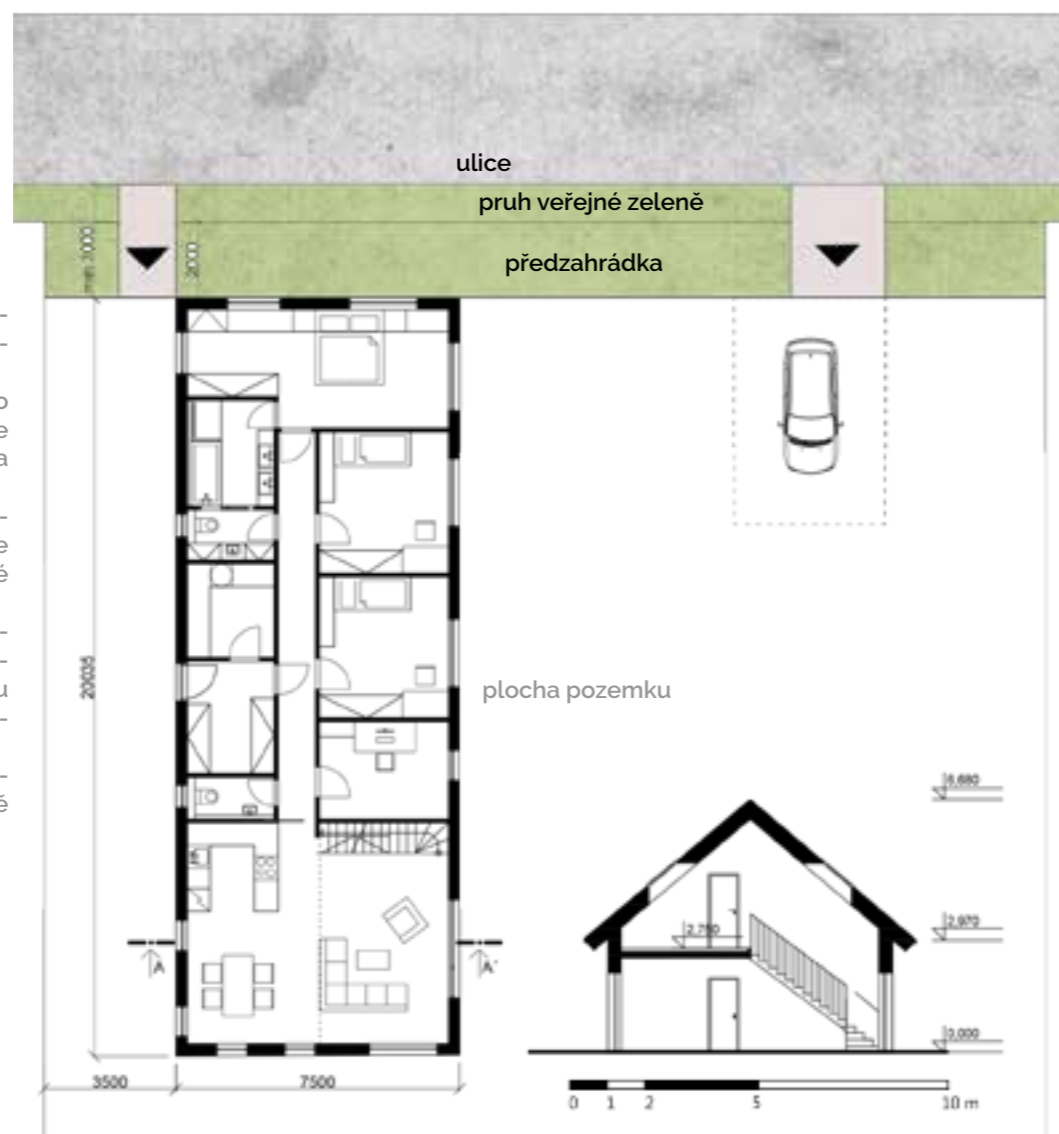 ulice
pruh veřejné zeleně
předzahrádka
min 3000
3000
o
e
a
e
é
u
ě
20035
plocha pozemku
6,680
2,970
2,750
A
A'
0,000
3500
7500
0 1 2 5 10 m